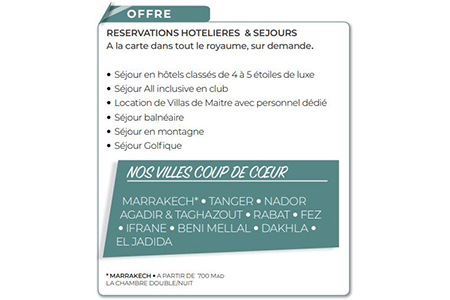 OFFRE
RESERVATIONS HOTELIERES & SEJOURS
A la carte dans tout le royaume, sur demande.
• Séjour en hôtels classés de 4 à 5 étoiles de luxe
• Séjour All inclusive en club
• Location de Villas de Maitre avec personnel dédié
• Séjour balnéaire
• Séjour en montagne
• Séjour Golfique
NOS VILLES COUP DE CŒUR
MARRAKECH* • TANGER • NADOR
AGADIR & TAGHAZOUT • RABAT • FEZ
• IFRANE • BENI MELLAL • DAKHLA •
EL JADIDA
* MARRAKECH • A PARTIR DE 700 MAD
LA CHAMBRE DOUBLE/NUIT